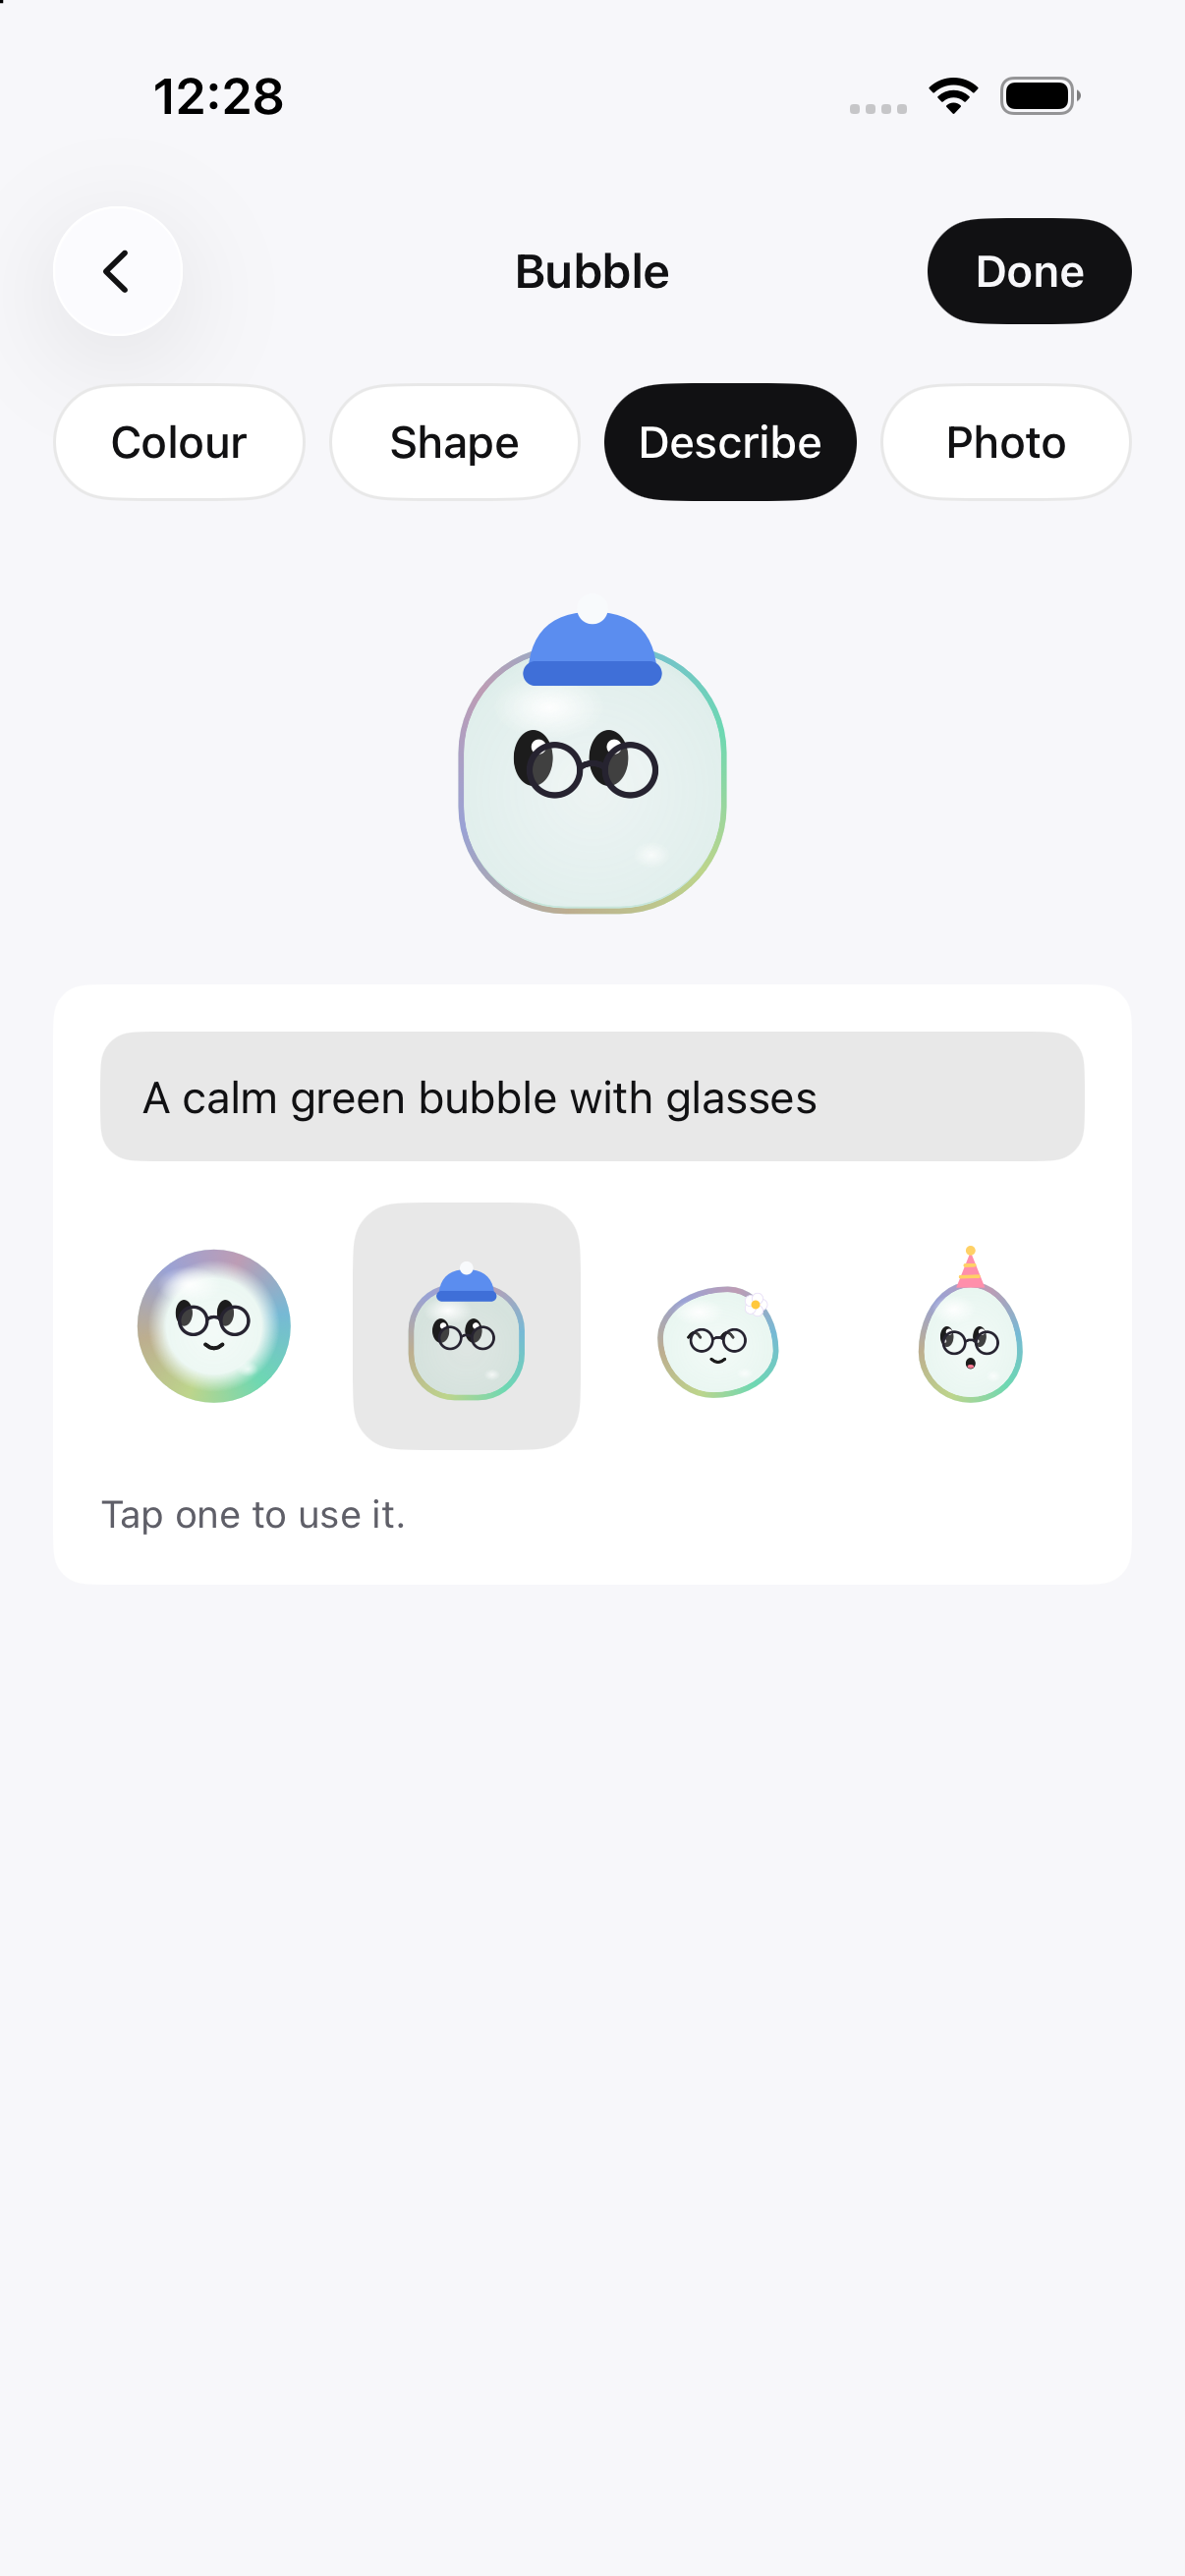 12:28
Bubble
Done
Colour
Shape
Describe
Photo
A calm green bubble with glasses
Tap one to use it.